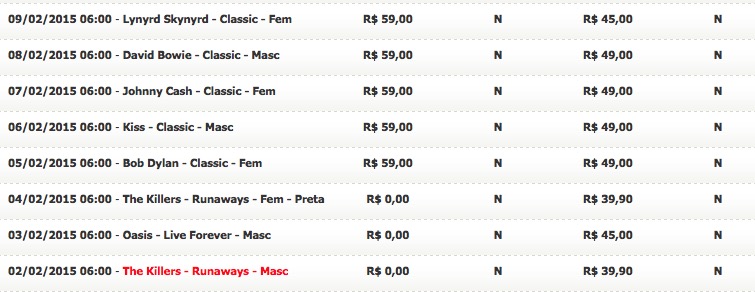 09/02/2015 06:00 - Lynyrd Skynyrd - Classic - Fem R$ 59,00 N R$ 45,00 N
08/02/2015 06:00 - David Bowie - Classic - Masc R$ 59,00 N R$ 49,00 N
07/02/2015 06:00 - Johnny Cash - Classic - Fem R$ 59,00 N R$ 49,00 N
06/02/2015 06:00 - Kiss - Classic - Masc R$ 59,00 N R$ 49,00 N
05/02/2015 06:00 - Bob Dylan - Classic - Fem R$ 59,00 N R$ 49,00 N
04/02/2015 06:00 - The Killers - Runaways - Fem - Preta R$ 0,00 N R$ 39,90 N
03/02/2015 06:00 - Oasis - Live Forever - Masc R$ 0,00 N R$ 45,00 N
02/02/2015 06:00 - The Killers - Runaways - Masc R$ 0,00 N R$ 39,90 N